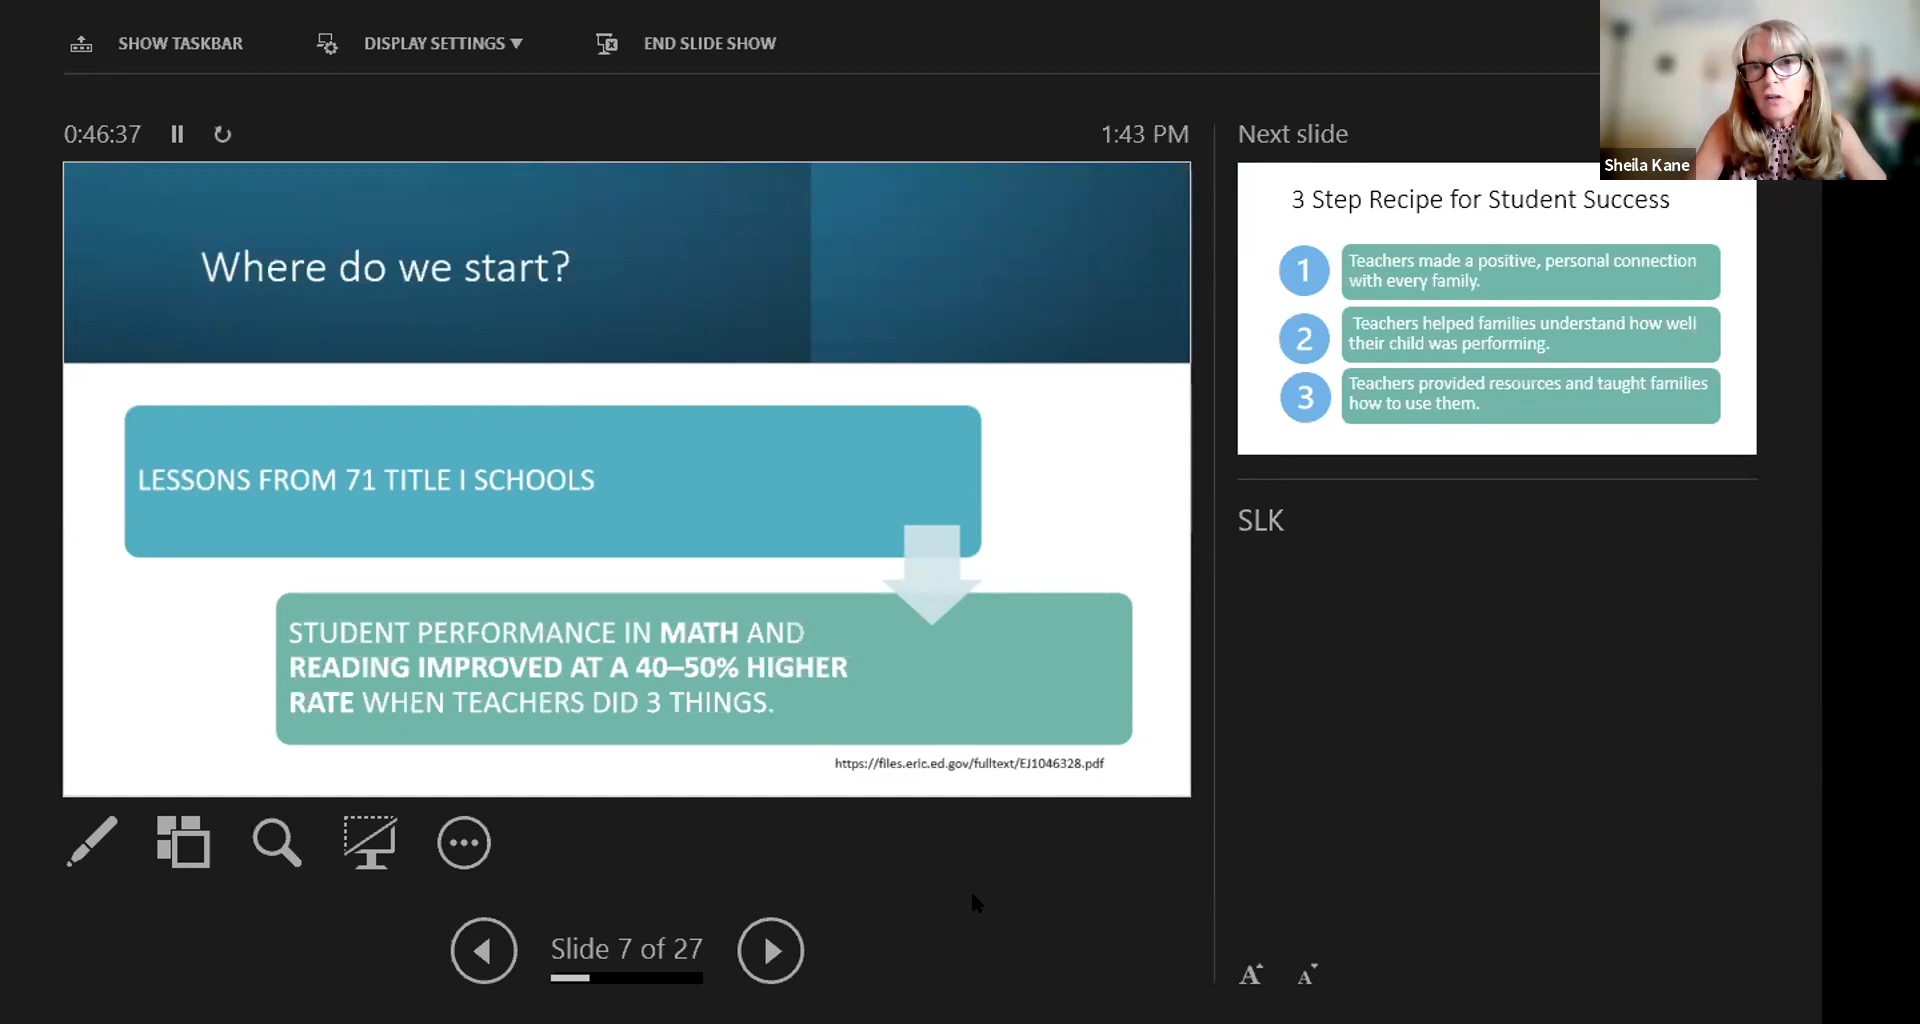 SHOW TASKBAR
DISPLAY SETTINGS ▼
END SLIDE SHOW
0:46:37
1:43 PM
Where do we start?
LESSONS FROM 71 TITLE I SCHOOLS
STUDENT PERFORMANCE IN MATH AND
READING IMPROVED AT A 40–50% HIGHER
RATE WHEN TEACHERS DID 3 THINGS.
https://files.eric.ed.gov/fulltext/EJ1046328.pdf
Slide 7 of 27
Next slide
Sheila Kane
3 Step Recipe for Student Success
1
Teachers made a positive, personal connection
with every family.
2
Teachers helped families understand how well
their child was performing.
3
Teachers provided resources and taught families
how to use them.
SLK
A
A